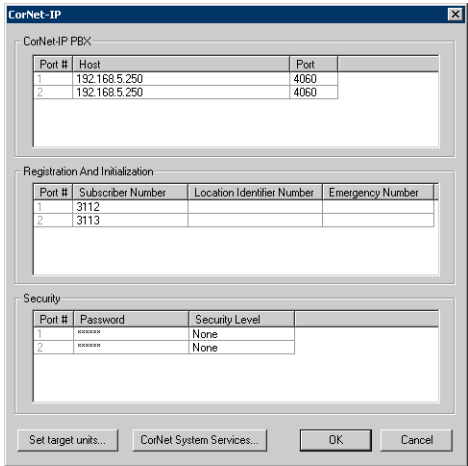 CorNet-IP
CorNet-IP PBX
Port # Host Port
1 192.168.5.250 4060
2 192.168.5.250 4060
Registration And Initialization
Port # Subscriber Number Location Identifier Number Emergency Number
1 3112
2 3113
Security
Port # Password Security Level
1 ****** None
2 ****** None
Set target units... CorNet System Services... OK Cancel